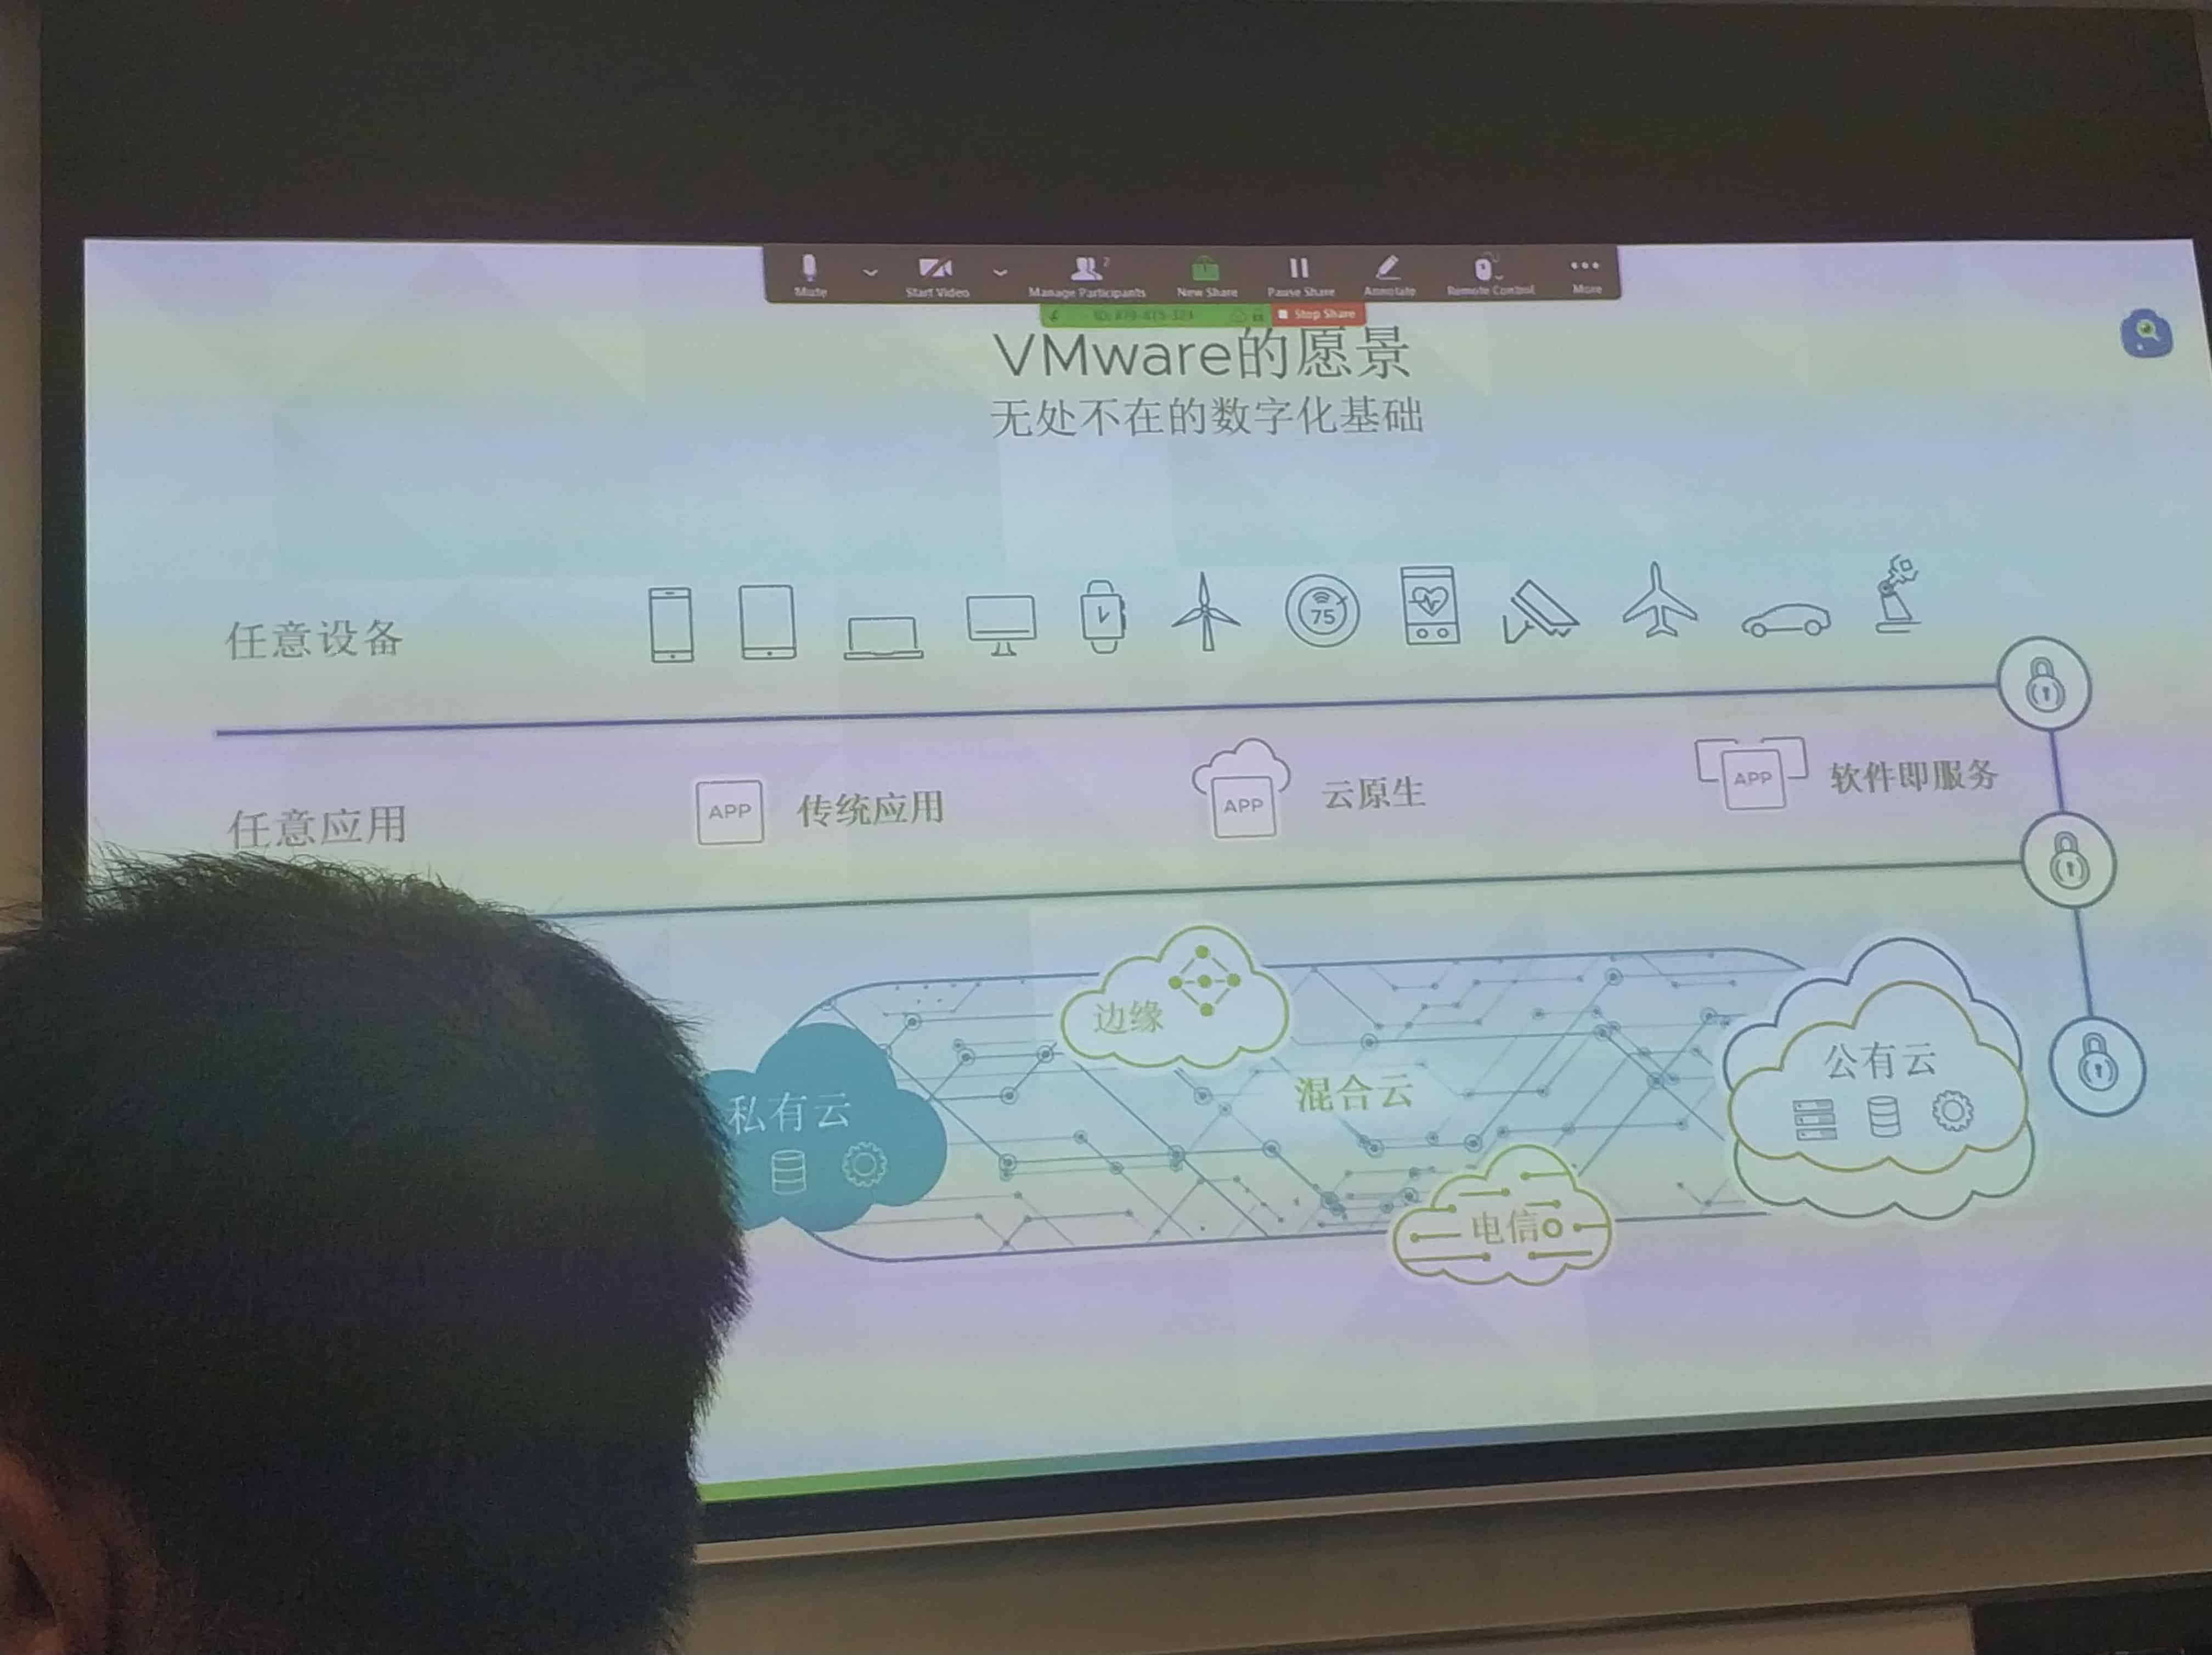 Mute Start Video Manage Participants 2 New Share Pause Share Annotate Remote Control More
Stop Share
VMware的愿景
无处不在的数字化基础
任意设备
75
任意应用
APP 传统应用
APP 云原生
APP 软件即服务
边缘
混合云
公有云
私有云
电信